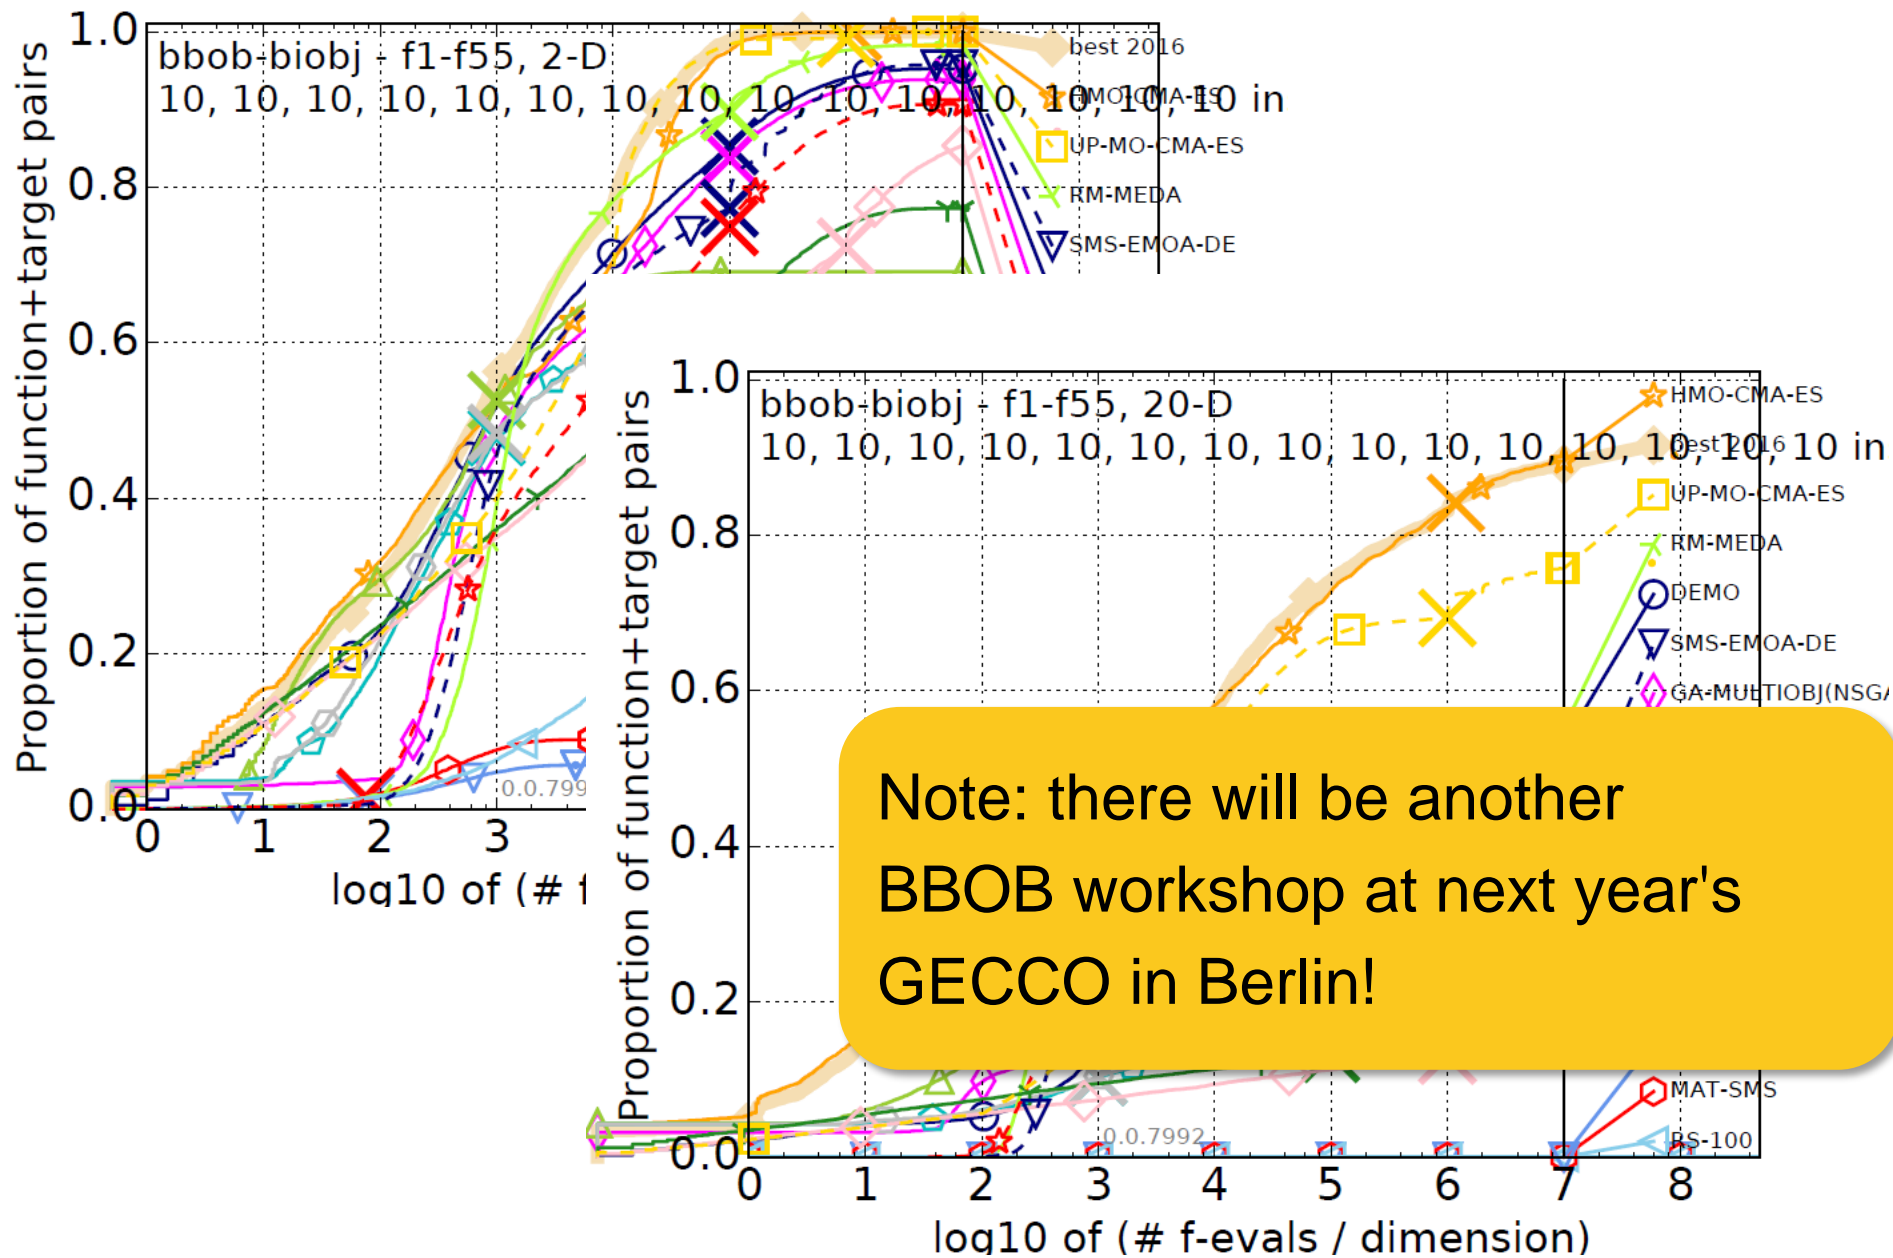 Proportion of function+target pairs
1.0
0.8
0.6
0.4
0.2
0.0
bbob-biobj - f1-f55, 2-D
10, 10, 10, 10, 10, 10, 10, 10, 10, 10, 10, 10, 10, 10, 10 in
best 2016
HMO-CMA-ES
UP-MO-CMA-ES
RM-MEDA
SMS-EMOA-DE
0.0.799
0 1 2 3
log10 of (# f
Proportion of function+target pairs
1.0
0.8
0.6
0.4
0.2
0.0
bbob-biobj - f1-f55, 20-D
10, 10, 10, 10, 10, 10, 10, 10, 10, 10, 10, 10, 10, 10, 10 in
HMO-CMA-ES
best 2016
UP-MO-CMA-ES
RM-MEDA
DEMO
SMS-EMOA-DE
GA-MULTIOBJ(NSGA
Note: there will be another
BBOB workshop at next year's
GECCO in Berlin!
MAT-SMS
RS-100
0.0.7992
0 1 2 3 4 5 6 7 8
log10 of (# f-evals / dimension)